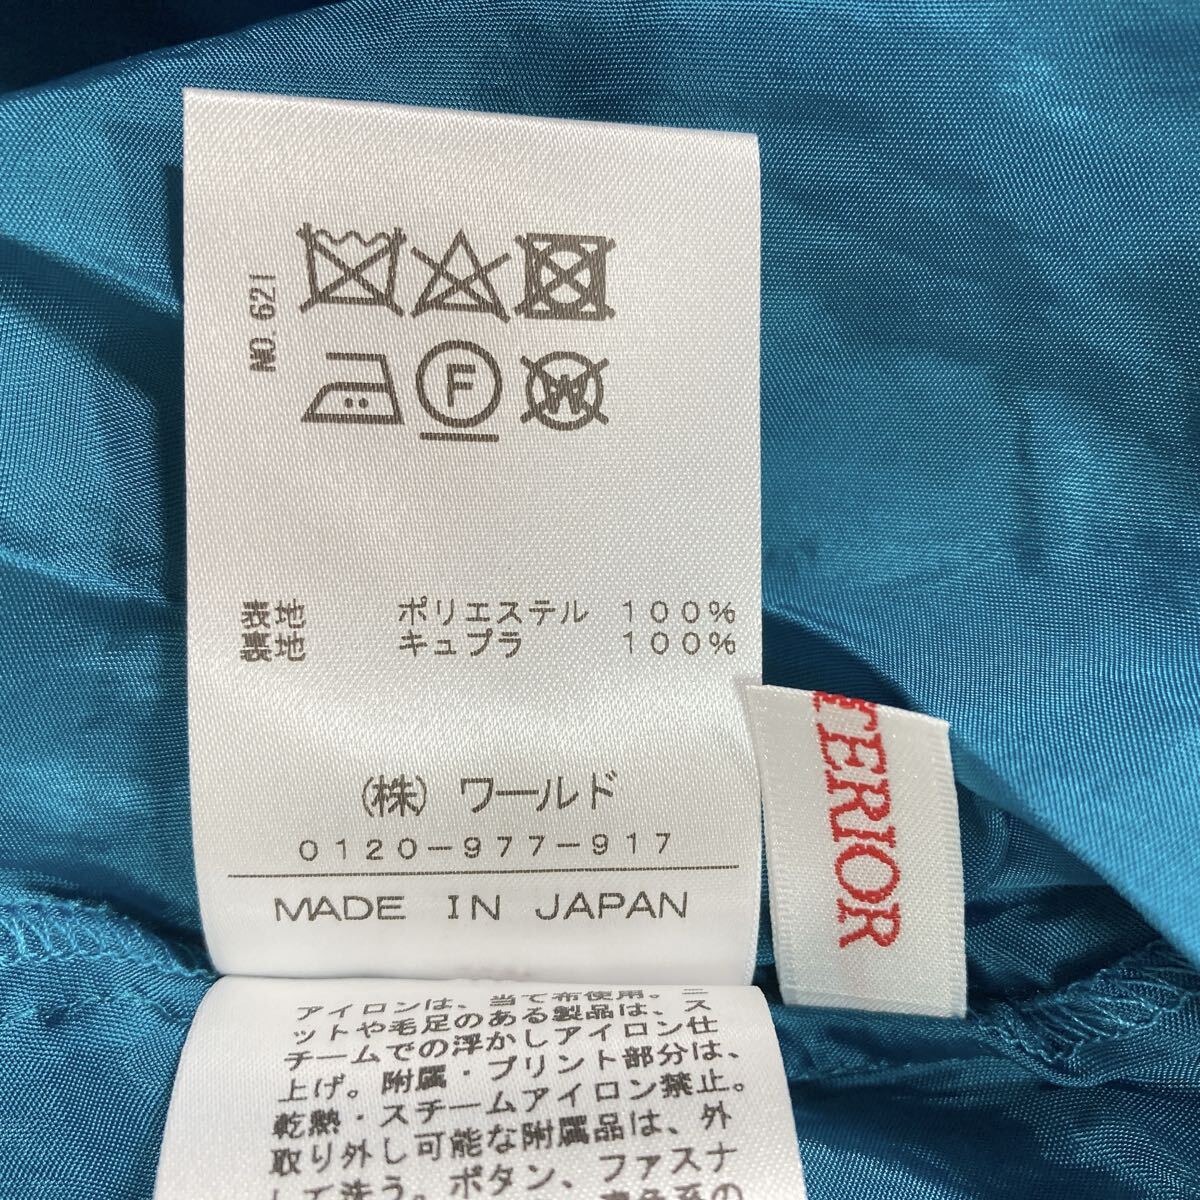 NO.621
F
W
表地 ポリエステル 100%
裏地 キュプラ 100%
(株) ワールド
0120-977-917
MADE IN JAPAN
TERIOR
アイロンは、当て布使用。ニ
ットや毛足のある製品は、ス
チームでの浮かしアイロン仕
上げ。附属・プリント部分は、
乾熱・スチームアイロン禁止。
取り外し可能な附属品は、外
して洗う。ボタン、ファスナ